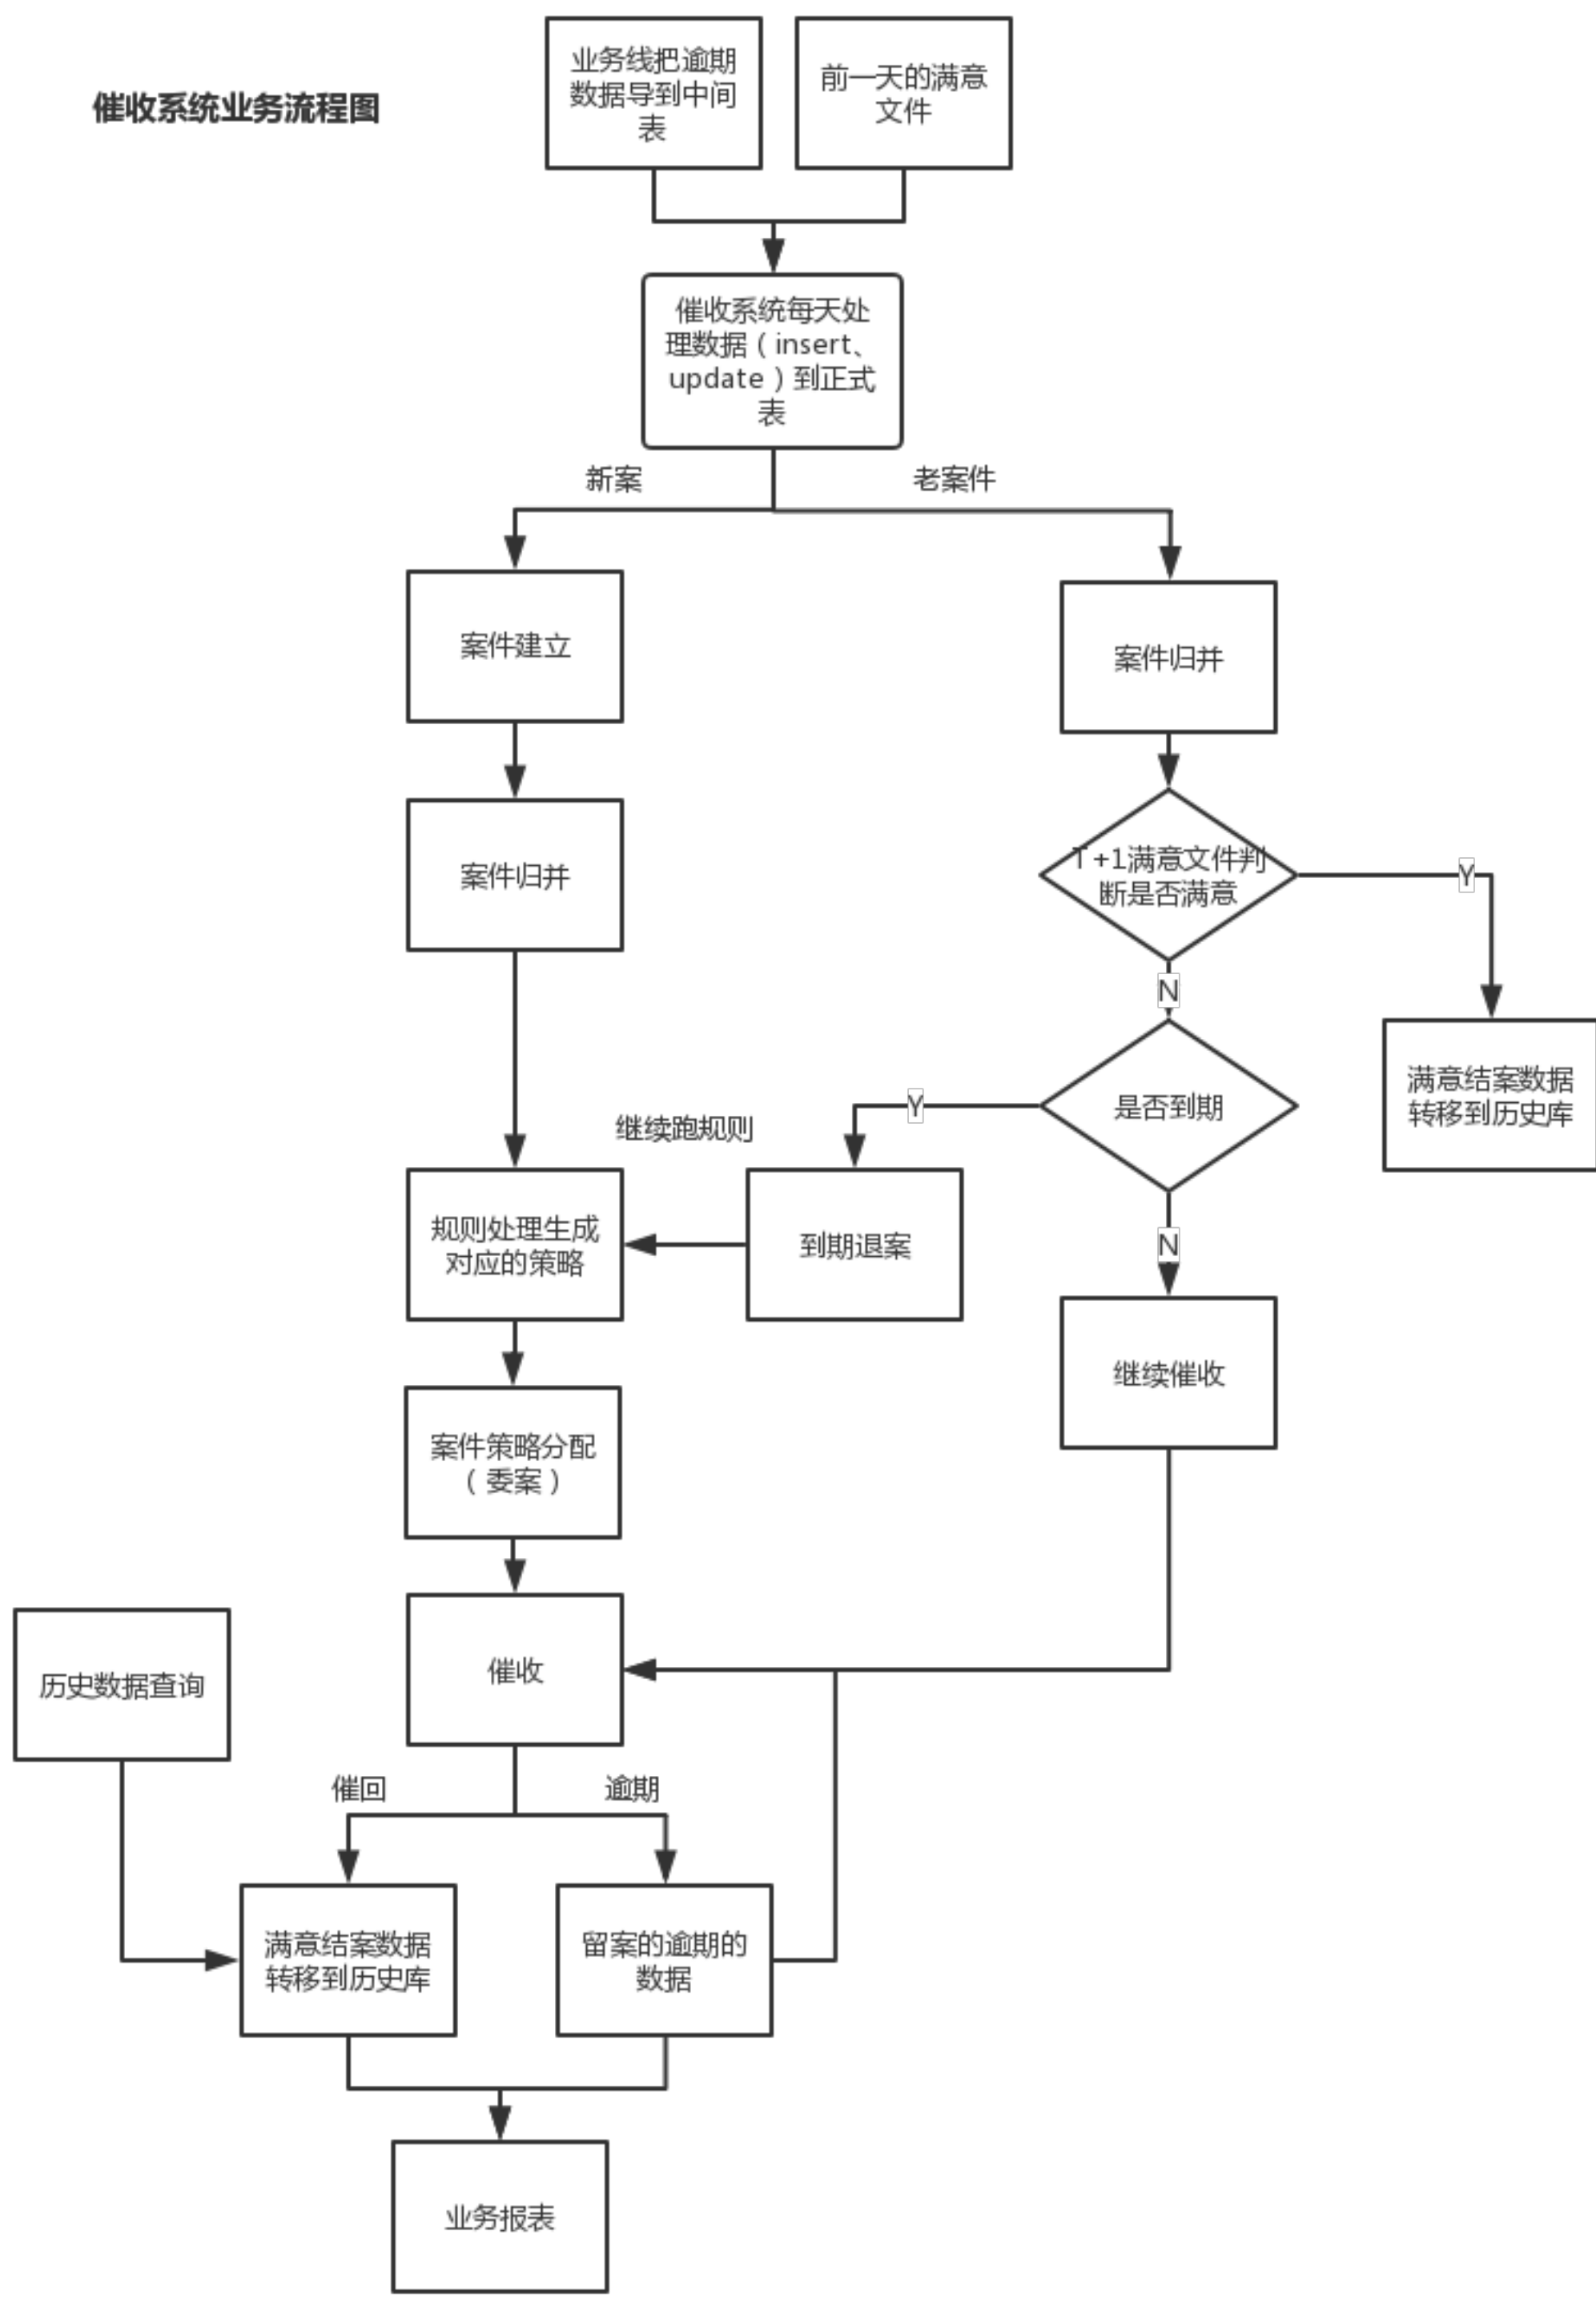 催收系统业务流程图
业务线把逾期
数据导到中间
表
前一天的满意
文件
催收系统每天处
理数据（insert、
update）到正式
表
新案
老案件
案件建立
案件归并
案件归并
T+1满意文件判
断是否满意
Y
N
满意结案数据
转移到历史库
是否到期
Y
继续跑规则
规则处理生成
对应的策略
到期退案
N
继续催收
案件策略分配
（委案）
催收
历史数据查询
催回
逾期
满意结案数据
转移到历史库
留案的逾期的
数据
业务报表